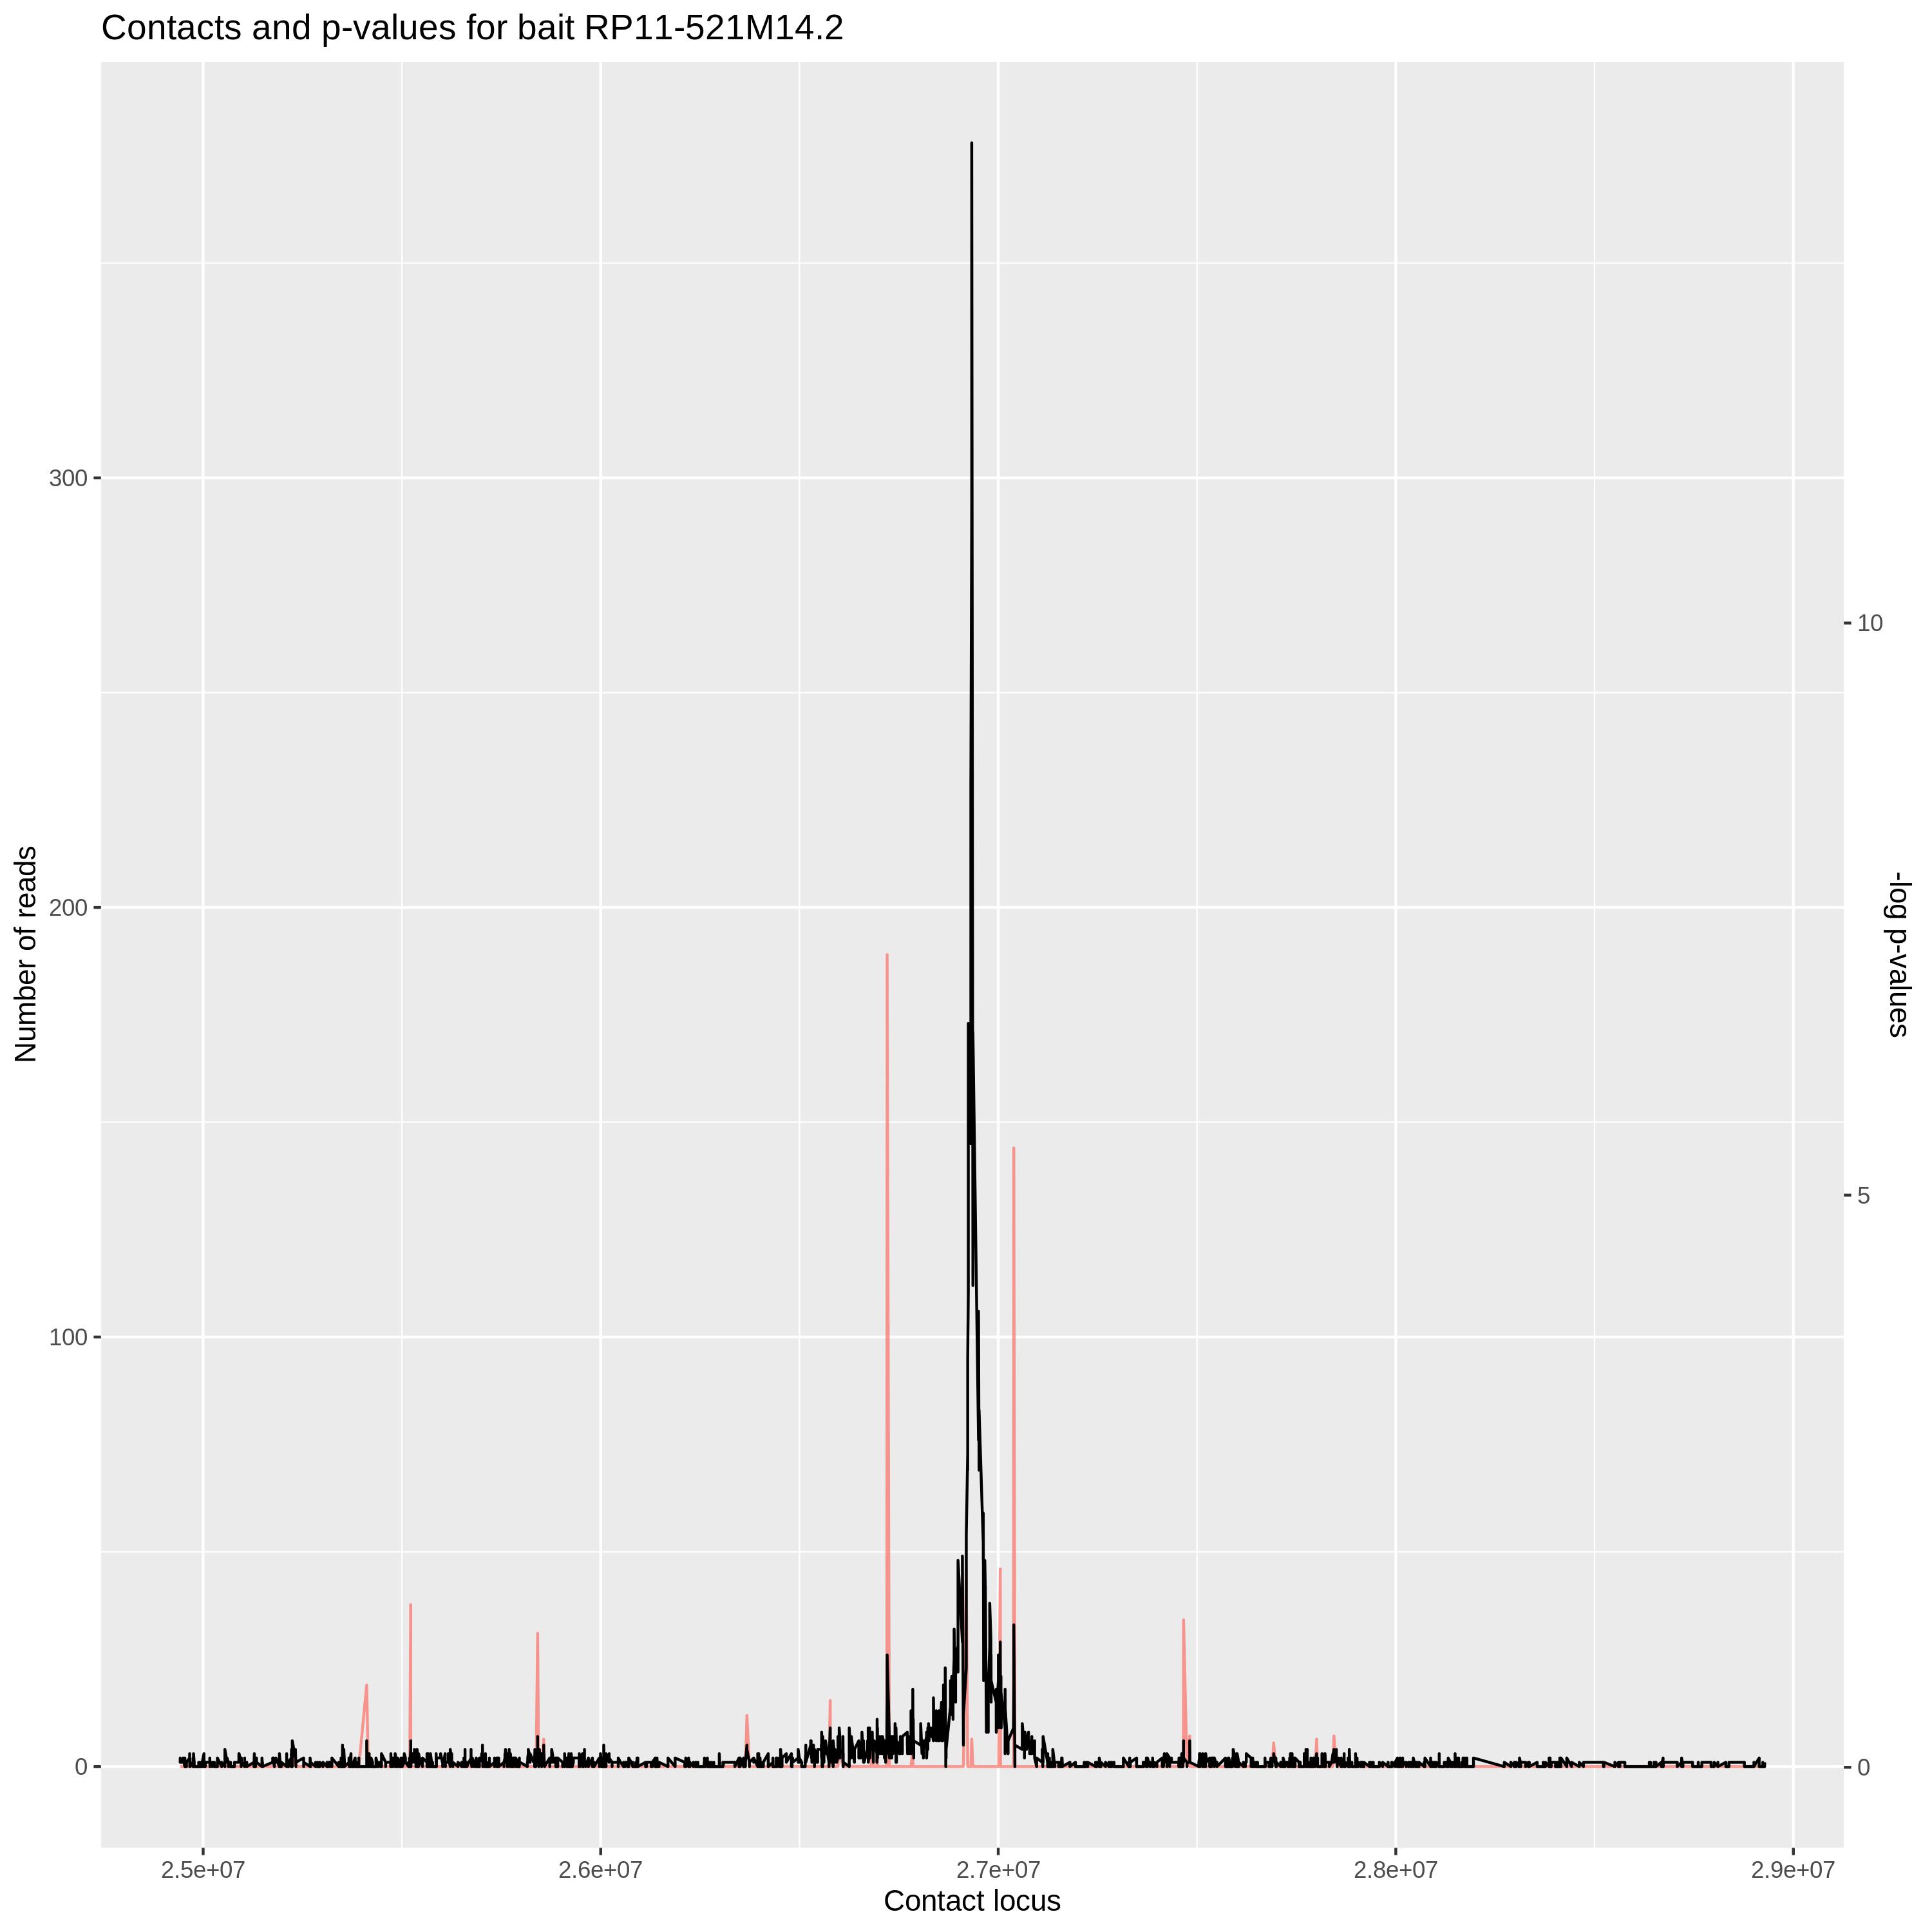 Contacts and p-values for bait RP11-521M14.2
Number of reads
300
200
100
0
10
5
0
-log p-values
2.5e+07 2.6e+07 2.7e+07 2.8e+07 2.9e+07
Contact locus